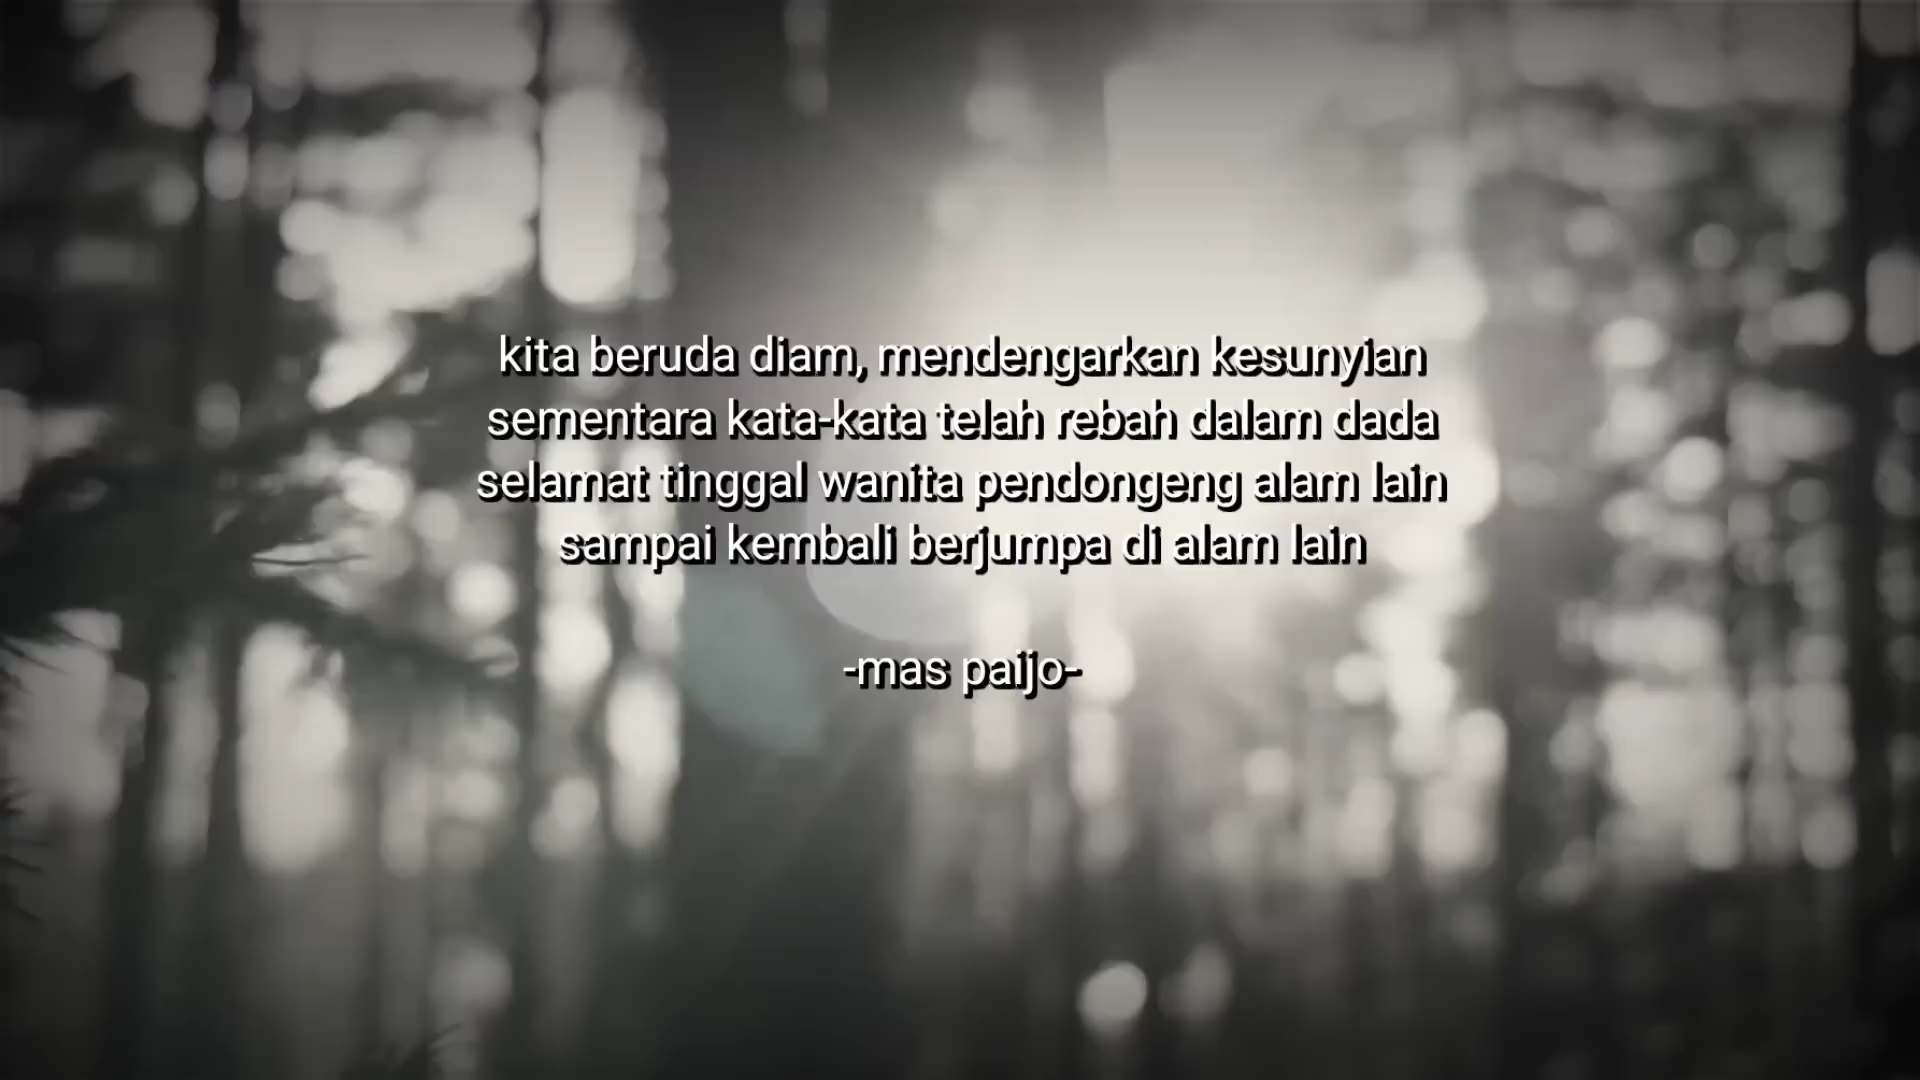 kita beruda diam, mendengarkan kesunyian
sementara kata-kata telah rebah dalam dada
selamat tinggal wanita pendongeng alam lain
sampai kembali berjumpa di alam lain
-mas paijo-